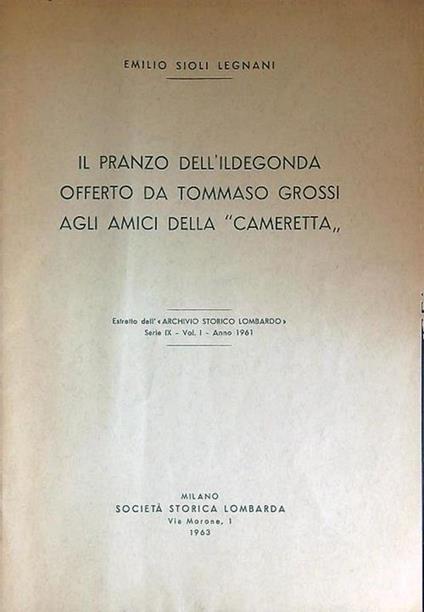 EMILIO SIOLI LEGNANI
IL PRANZO DELL'ILDEGONDA
OFFERTO DA TOMMASO GROSSI
AGLI AMICI DELLA "CAMERETTA„
Estratto dell'«ARCHIVIO STORICO LOMBARDO»
Serie IX - Vol. I - Anno 1961
MILANO
SOCIETÀ STORICA LOMBARDA
Via Morone, 1
1963